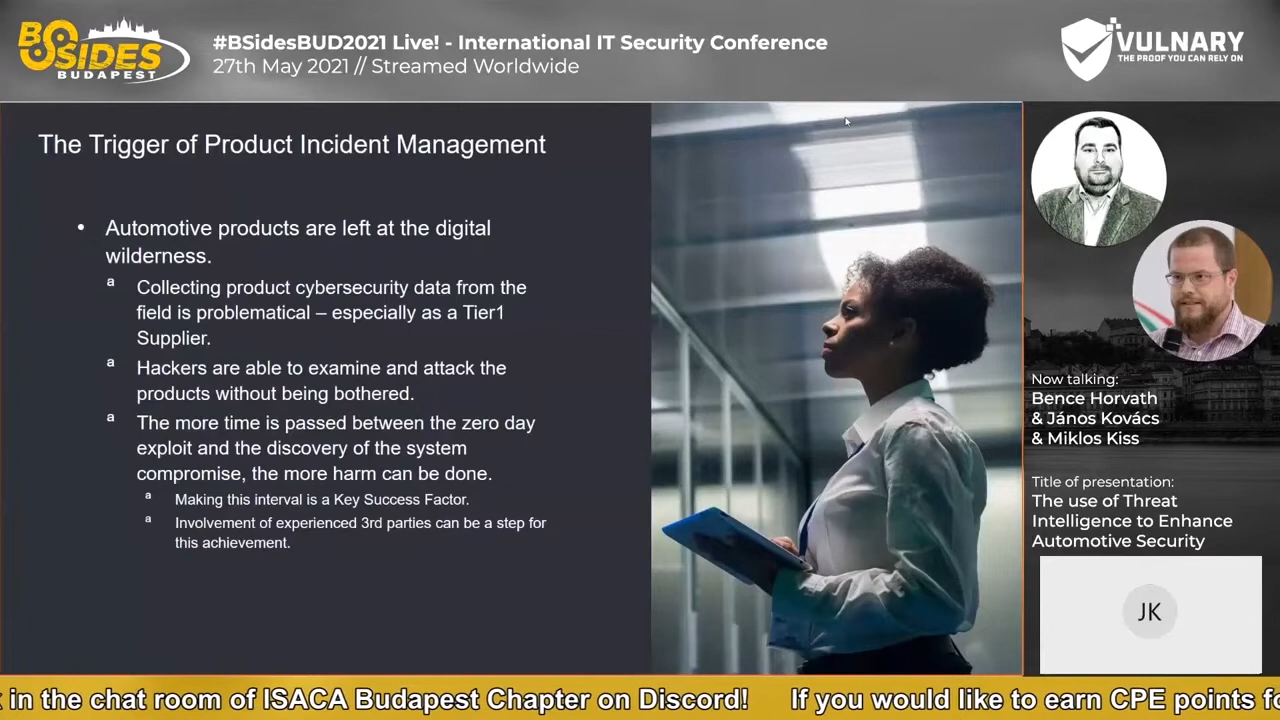 BSIDES
BUDAPEST
#BSidesBUD2021 Live! - International IT Security Conference
27th May 2021 // Streamed Worldwide
VULNARY
THE PROOF YOU CAN RELY ON
The Trigger of Product Incident Management
• Automotive products are left at the digital
wilderness.
ª Collecting product cybersecurity data from the
field is problematical – especially as a Tier1
Supplier.
ª Hackers are able to examine and attack the
products without being bothered.
ª The more time is passed between the zero day
exploit and the discovery of the system
compromise, the more harm can be done.
ª Making this interval is a Key Success Factor.
ª Involvement of experienced 3rd parties can be a step for
this achievement.
Now talking:
Bence Horvath
& János Kovács
& Miklos Kiss
Title of presentation:
The use of Threat
Intelligence to Enhance
Automotive Security
JK
in the chat room of ISACA Budapest Chapter on Discord! If you would like to earn CPE points